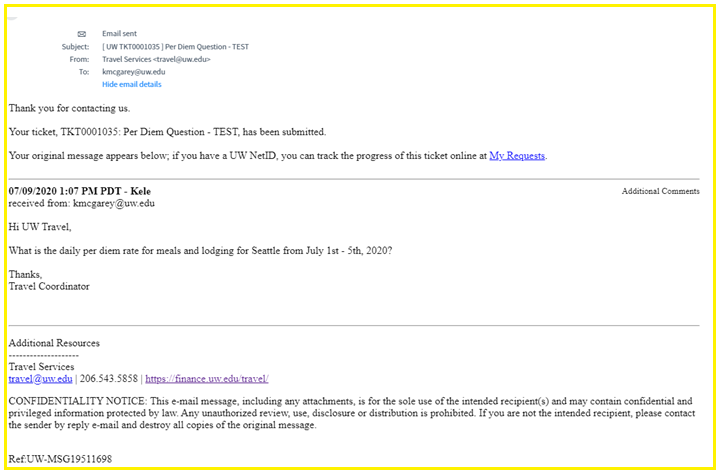 Email sent
Subject: [ UW TKT0001035 ] Per Diem Question - TEST
From: Travel Services <travel@uw.edu>
To: kmcgarey@uw.edu
Hide email details
Thank you for contacting us.
Your ticket, TKT0001035: Per Diem Question - TEST, has been submitted.
Your original message appears below; if you have a UW NetID, you can track the progress of this ticket online at My Requests.
07/09/2020 1:07 PM PDT - Kele Additional Comments
received from: kmcgarey@uw.edu
Hi UW Travel,
What is the daily per diem rate for meals and lodging for Seattle from July 1st - 5th, 2020?
Thanks,
Travel Coordinator
Additional Resources
--------------------
Travel Services
travel@uw.edu | 206.543.5858 | https://finance.uw.edu/travel/
CONFIDENTIALITY NOTICE: This e-mail message, including any attachments, is for the sole use of the intended recipient(s) and may contain confidential and
privileged information protected by law. Any unauthorized review, use, disclosure or distribution is prohibited. If you are not the intended recipient, please contact
the sender by reply e-mail and destroy all copies of the original message.
Ref:UW-MSG19511698